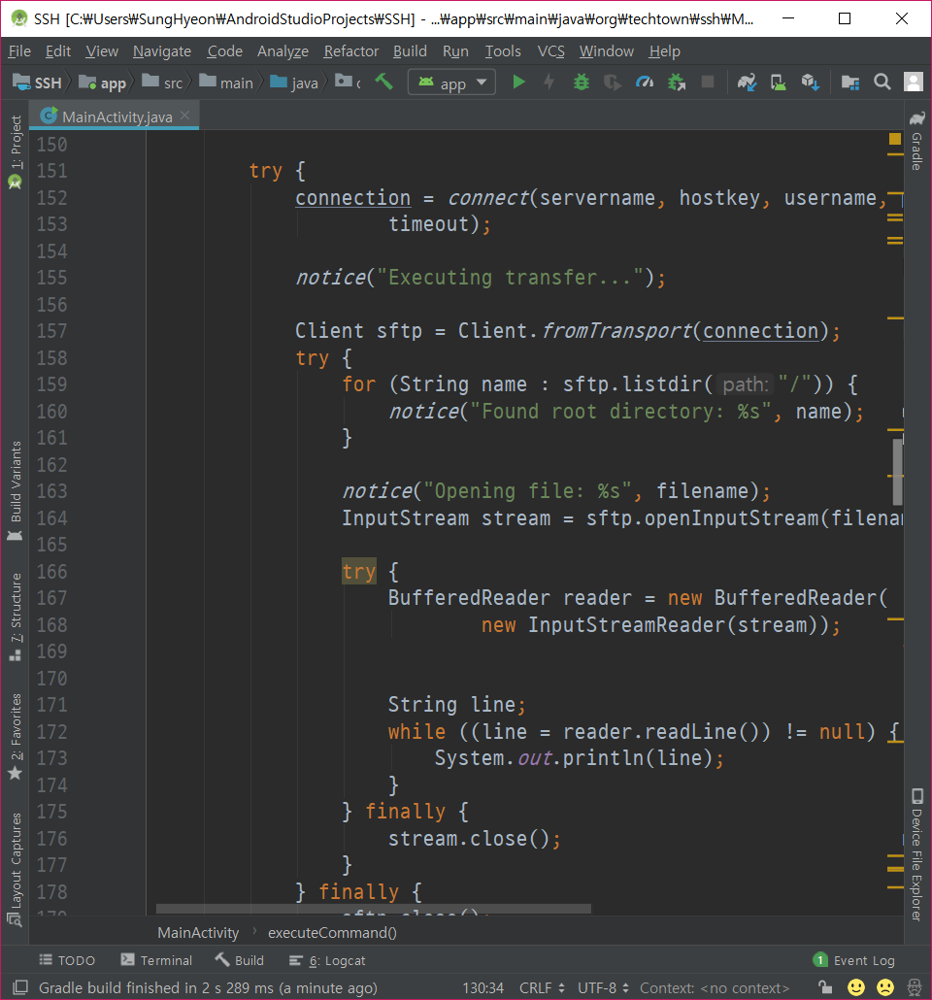 SSH [C:₩Users₩SungHyeon₩AndroidStudioProjects₩SSH] - ...₩app₩src₩main₩java₩org₩techtown₩ssh₩M...
File Edit View Navigate Code Analyze Refactor Build Run Tools VCS Window Help
SSH app src main java app
MainActivity.java
1: Project
Build Variants
7: Structure
2: Favorites
Layout Captures
150
151 try {
152 connection = connect(servername, hostkey, username,
153 timeout);
154
155 notice("Executing transfer...");
156
157 Client sftp = Client.fromTransport(connection);
158 try {
159 for (String name : sftp.listdir( path: "/")) {
160 notice("Found root directory: %s", name);
161 }
162
163 notice("Opening file: %s", filename);
164 InputStream stream = sftp.openInputStream(filena
165
166 try {
167 BufferedReader reader = new BufferedReader(
168 new InputStreamReader(stream));
169
170
171 String line;
172 while ((line = reader.readLine()) != null) {
173 System.out.println(line);
174 }
175 } finally {
176 stream.close();
177 }
178 } finally {
179 sftp.close();
Gradle
Device File Explorer
MainActivity executeCommand()
TODO Terminal Build 6: Logcat 1 Event Log
Gradle build finished in 2 s 289 ms (a minute ago) 130:34 CRLF UTF-8 Context: <no context>